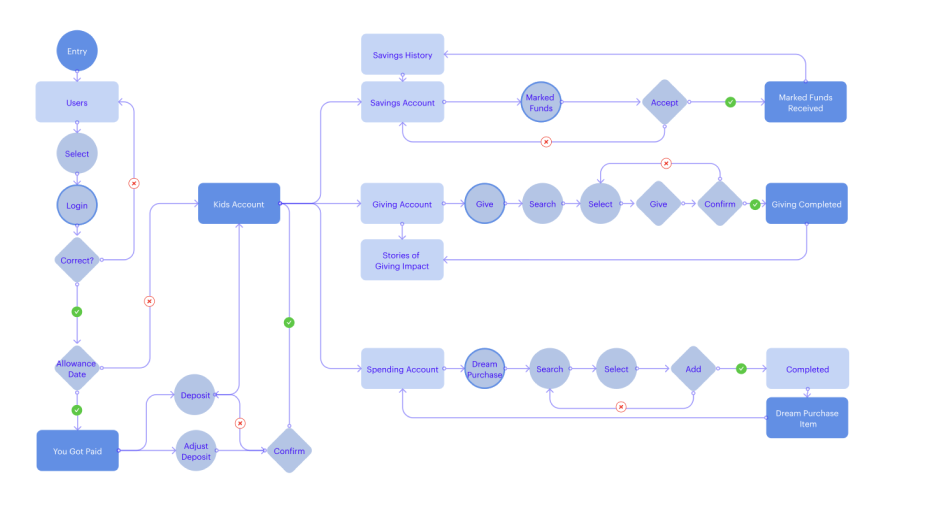 Entry
Users
Select
Login
Correct?
Allowance
Date
You Got Paid
Deposit
Adjust
Deposit
Confirm
Kids Account
Savings History
Savings Account
Marked
Funds
Accept
Marked Funds
Received
Giving Account
Give
Search
Select
Give
Confirm
Giving Completed
Stories of
Giving Impact
Spending Account
Dream
Purchase
Search
Select
Add
Completed
Dream Purchase
Item